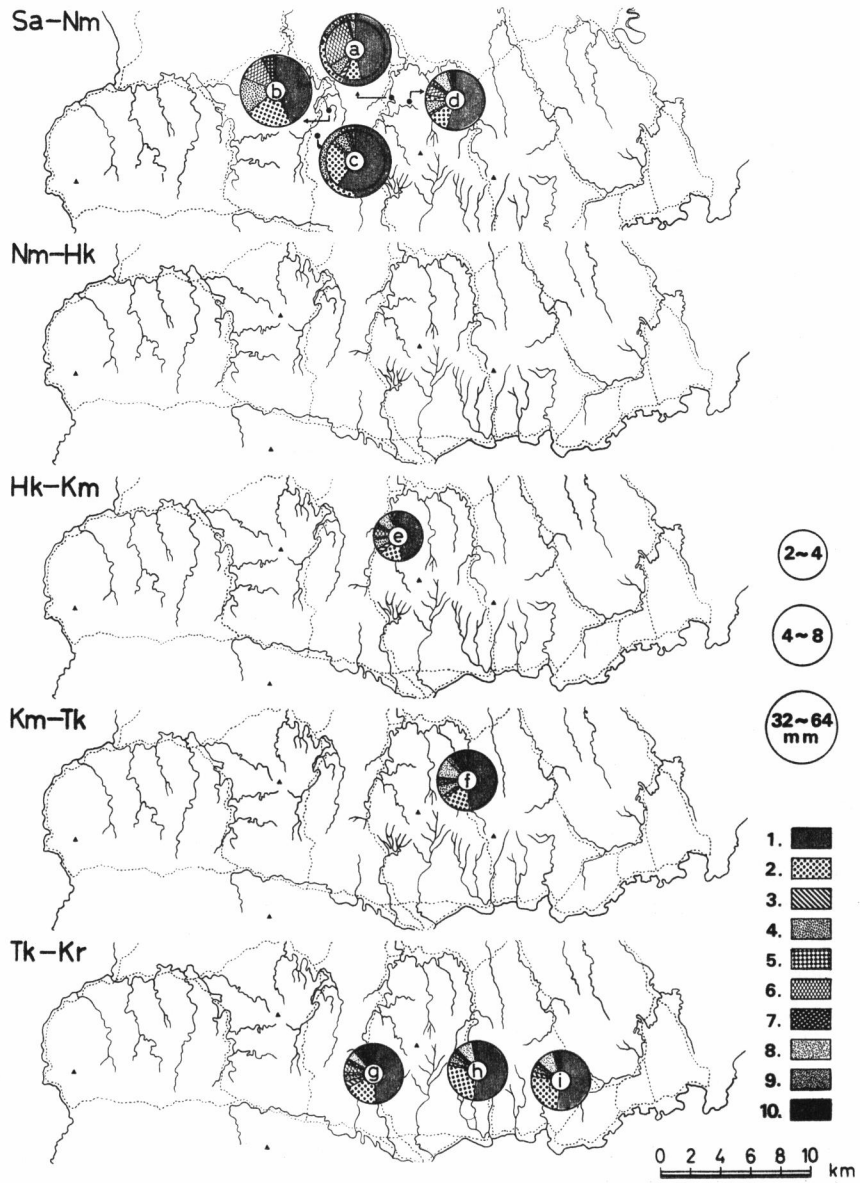 Sa-Nm
a
b
d
c
Nm-Hk
Hk-Km
e
2~4
4~8
Km-Tk
32~64
mm
f
1.
2.
3.
4.
5.
6.
7.
8.
9.
10.
Tk-Kr
g
h
i
0 2 4 6 8 10
km